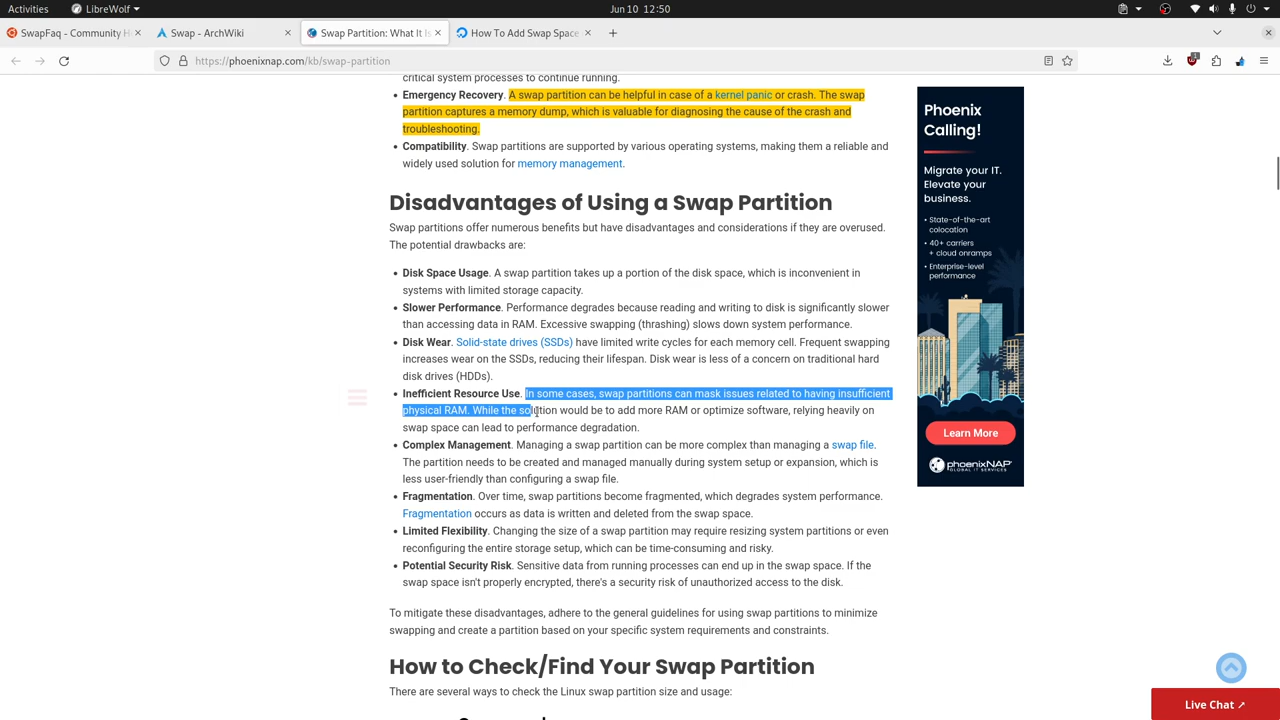 Activities LibreWolf Jun 10 12:50
SwapFaq - Community H Swap - ArchWiki Swap Partition: What It Is How To Add Swap Space
https://phoenixnap.com/kb/swap-partition
critical system processes to continue running.
Emergency Recovery. A swap partition can be helpful in case of a kernel panic or crash. The swap
partition captures a memory dump, which is valuable for diagnosing the cause of the crash and
troubleshooting.
Compatibility. Swap partitions are supported by various operating systems, making them a reliable and
widely used solution for memory management.
Disadvantages of Using a Swap Partition
Swap partitions offer numerous benefits but have disadvantages and considerations if they are overused.
The potential drawbacks are:
Disk Space Usage. A swap partition takes up a portion of the disk space, which is inconvenient in
systems with limited storage capacity.
Slower Performance. Performance degrades because reading and writing to disk is significantly slower
than accessing data in RAM. Excessive swapping (thrashing) slows down system performance.
Disk Wear. Solid-state drives (SSDs) have limited write cycles for each memory cell. Frequent swapping
increases wear on the SSDs, reducing their lifespan. Disk wear is less of a concern on traditional hard
disk drives (HDDs).
Inefficient Resource Use. In some cases, swap partitions can mask issues related to having insufficient
physical RAM. While the solution would be to add more RAM or optimize software, relying heavily on
swap space can lead to performance degradation.
Complex Management. Managing a swap partition can be more complex than managing a swap file.
The partition needs to be created and managed manually during system setup or expansion, which is
less user-friendly than configuring a swap file.
Fragmentation. Over time, swap partitions become fragmented, which degrades system performance.
Fragmentation occurs as data is written and deleted from the swap space.
Limited Flexibility. Changing the size of a swap partition may require resizing system partitions or even
reconfiguring the entire storage setup, which can be time-consuming and risky.
Potential Security Risk. Sensitive data from running processes can end up in the swap space. If the
swap space isn't properly encrypted, there's a security risk of unauthorized access to the disk.
To mitigate these disadvantages, adhere to the general guidelines for using swap partitions to minimize
swapping and create a partition based on your specific system requirements and constraints.
How to Check/Find Your Swap Partition
There are several ways to check the Linux swap partition size and usage:
Phoenix
Calling!
Migrate your IT.
Elevate your
business.
• State-of-the-art
colocation
• 40+ carriers
+ cloud onramps
• Enterprise-level
performance
Learn More
phoenixNAP
GLOBAL IT SERVICES
Live Chat ↗